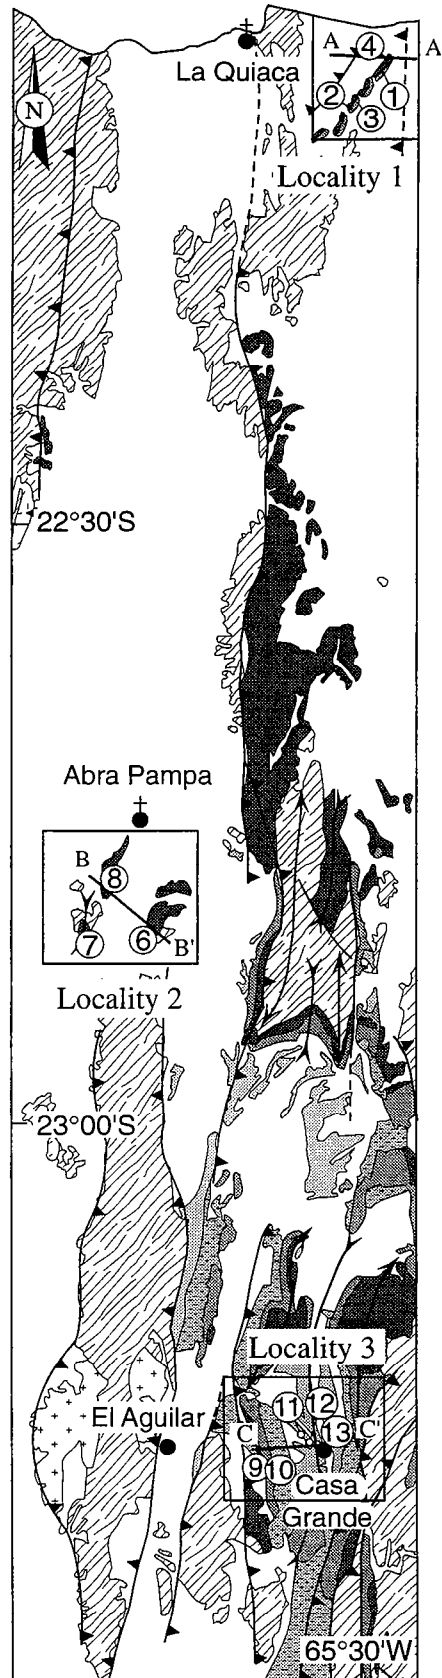 La Quiaca
A
4
A
N
2
1
3
Locality 1
22°30'S
Abra Pampa
B
8
7
6
B'
Locality 2
23°00'S
Locality 3
El Aguilar
11
12
C
13
C'
9
10
Casa
Grande
65°30'W